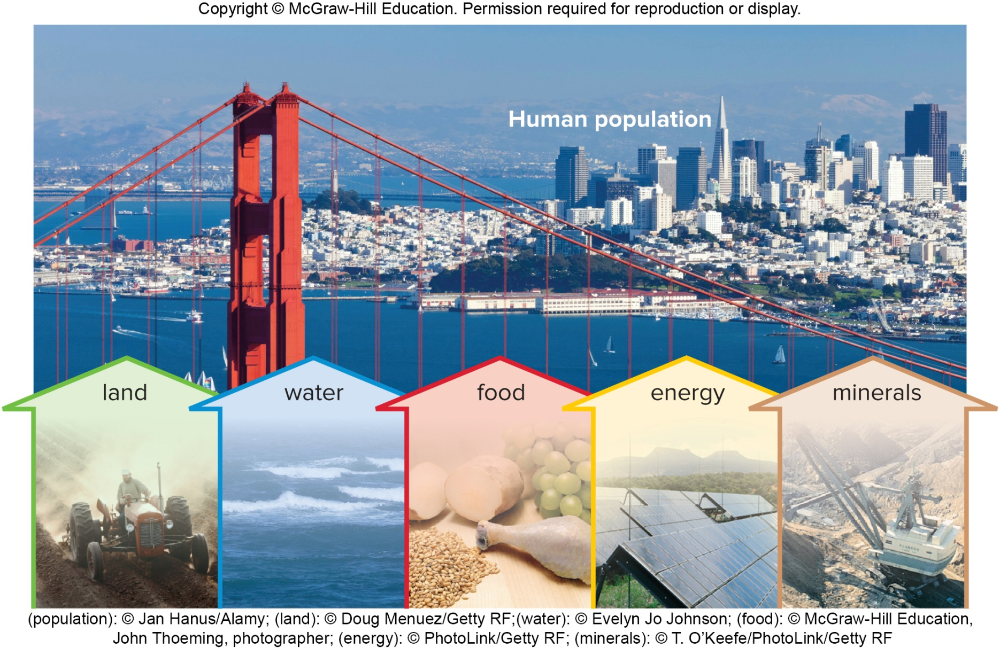 Copyright © McGraw-Hill Education. Permission required for reproduction or display.
Human population
land
water
food
energy
minerals
(population): © Jan Hanus/Alamy; (land): © Doug Menuez/Getty RF;(water): © Evelyn Jo Johnson; (food): © McGraw-Hill Education,
John Thoeming, photographer; (energy): © PhotoLink/Getty RF; (minerals): © T. O’Keefe/PhotoLink/Getty RF